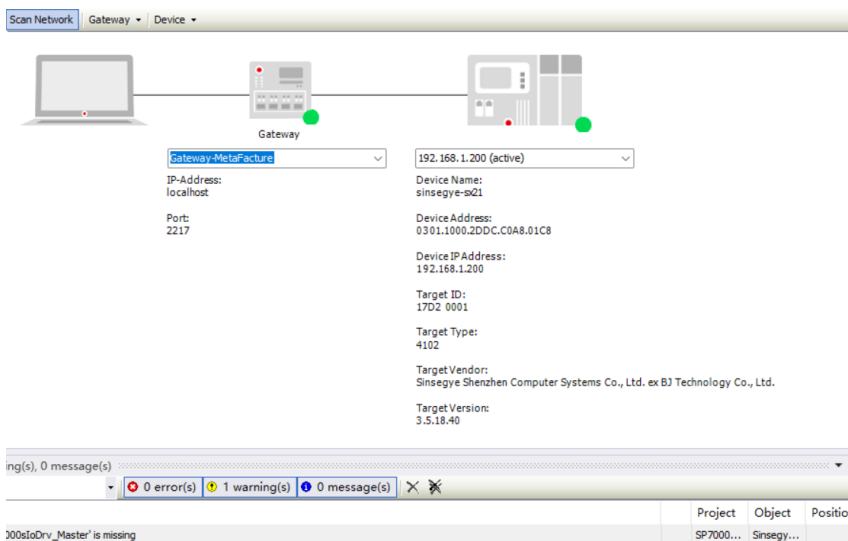 Scan Network Gateway Device
Gateway
Gateway-MetaFacture 192.168.1.200 (active)
IP-Address: Device Name:
localhost sinsegye-sx21
Port: Device Address:
2217 0301.1000.2DDC.C0A8.01C8
Device IP Address:
192.168.1.200
Target ID:
17D2 0001
Target Type:
4102
Target Vendor:
Sinsegye Shenzhen Computer Systems Co., Ltd. ex BJ Technology Co., Ltd.
Target Version:
3.5.18.40
ing(s), 0 message(s)
0 error(s) 1 warning(s) 0 message(s)
Project Object Positio
000sIoDrv_Master' is missing SP7000... Sinsegy...